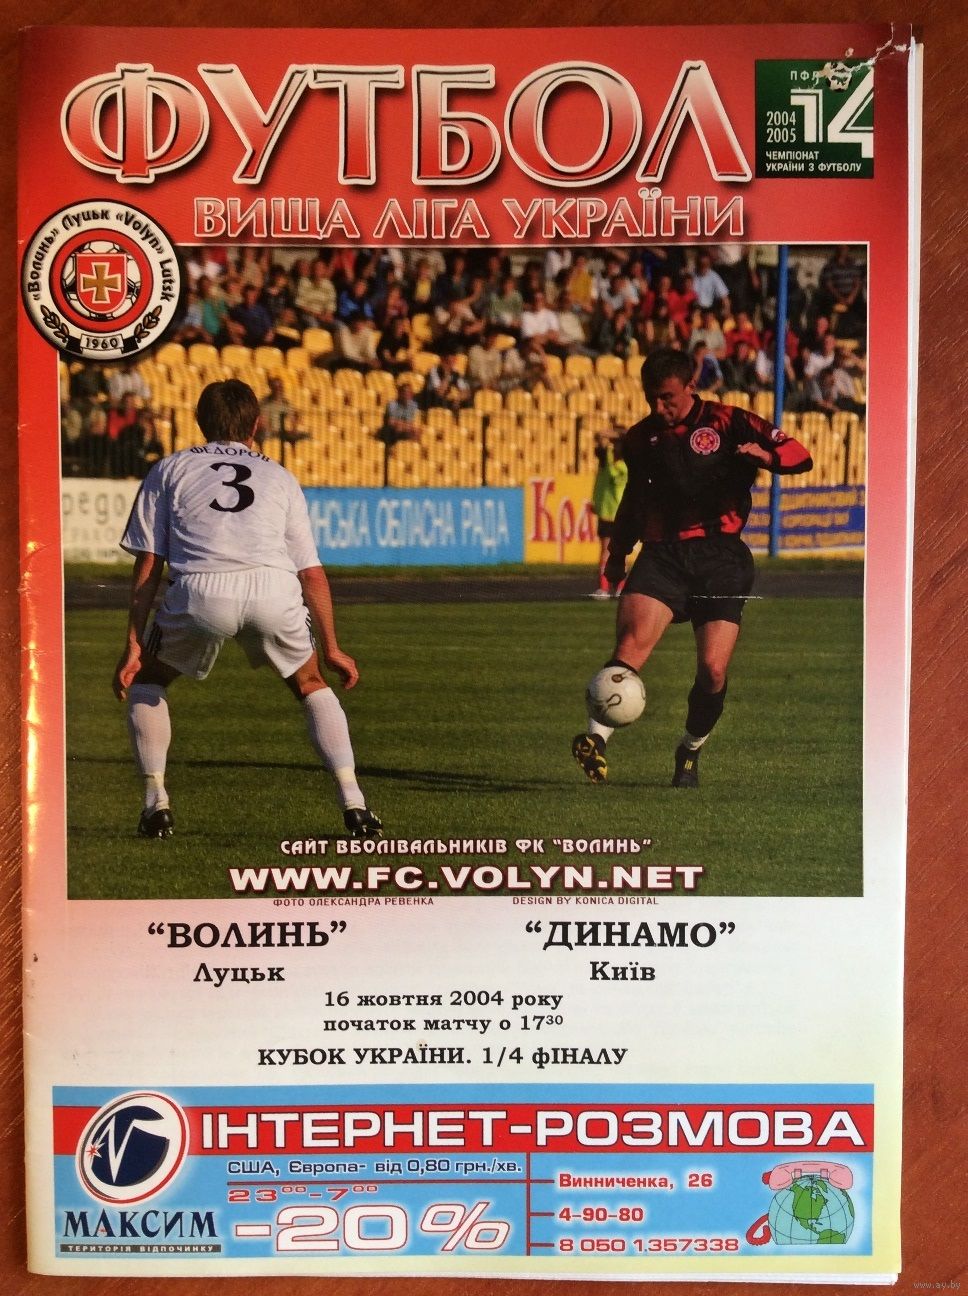 ФУТБОЛ
ПФЛ 14
2004
2005
ЧЕМПІОНАТ
УКРАЇНИ З ФУТБОЛУ
ВИЩА ЛІГА УКРАЇНИ
«Волинь» Луцьк «Volyn» Lutsk
1960
ФЕДОРОВ
3
ОБЛАСНА РАДА
Кра
САЙТ ВБОЛІВАЛЬНИКІВ ФК "ВОЛИНЬ"
WWW.FC.VOLYN.NET
ФОТО ОЛЕКСАНДРА РЕВЕНКА DESIGN BY KONICA DIGITAL
“ВОЛИНЬ” “ДИНАМО”
Луцьк Київ
16 жовтня 2004 року
початок матчу о 17³⁰
КУБОК УКРАЇНИ. 1/4 фІНАЛУ
ІНТЕРНЕТ-РОЗМОВА
США, Європа- від 0,80 грн./хв.
23⁰⁰-7⁰⁰
-20%
Винниченка, 26
4-90-80
8 050 1357338
МАКСИМ
ТЕРИТОРІЯ ВІДПОЧИНКУ
www.ay.by